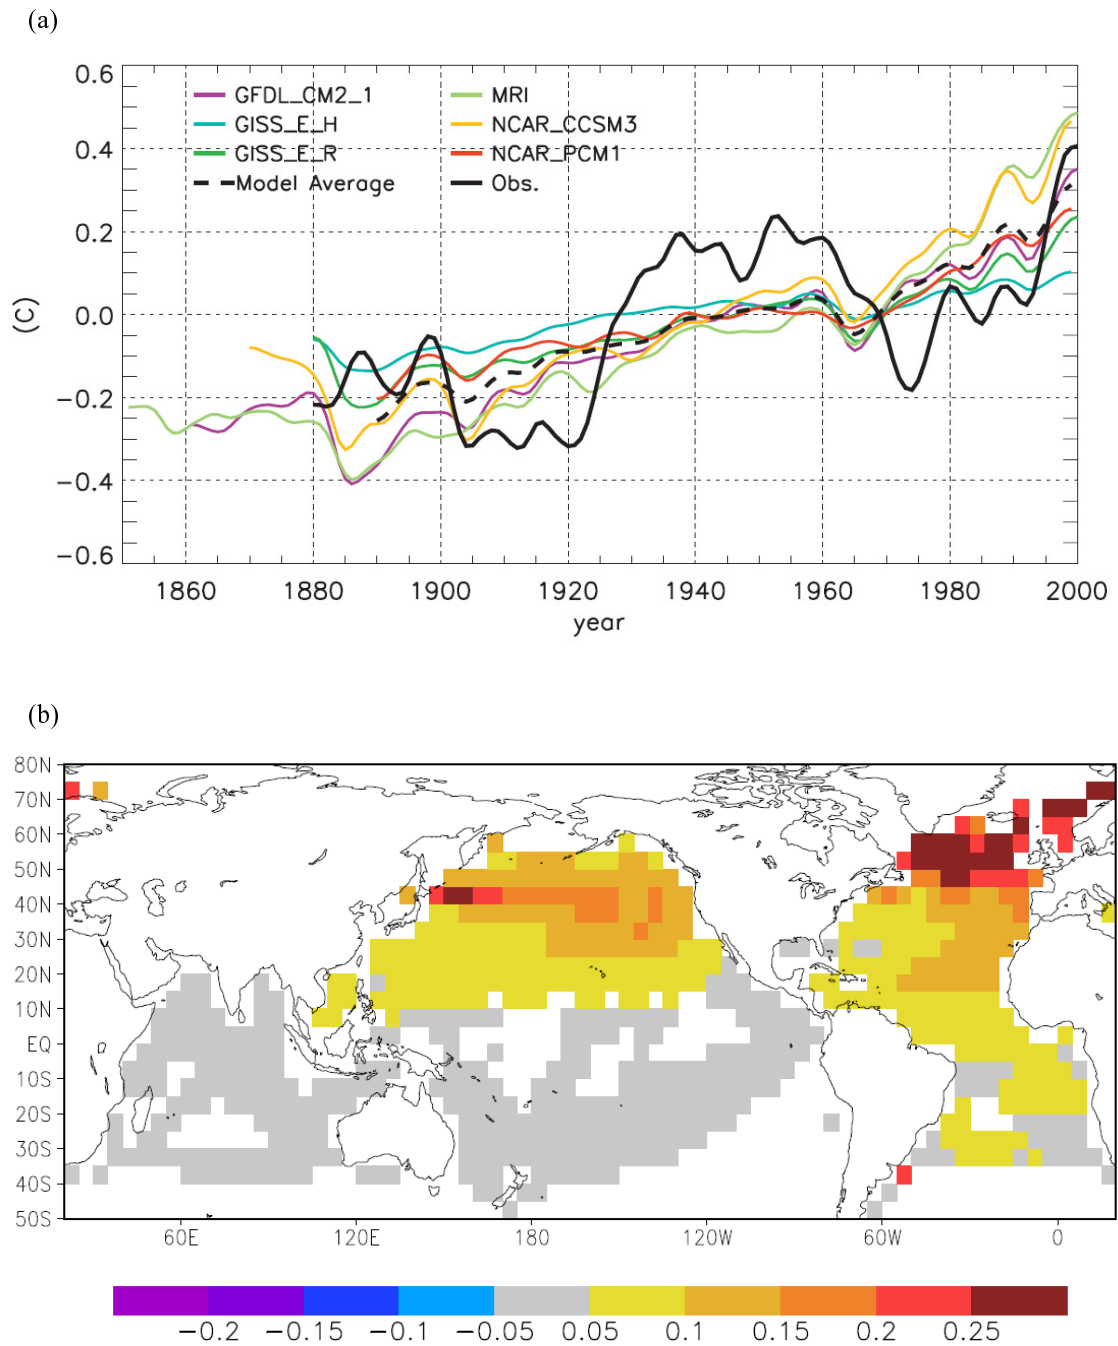 (a)
0.6
0.4
0.2
0.0
−0.2
−0.4
−0.6
(C)
GFDL_CM2_1
GISS_E_H
GISS_E_R
Model Average
MRI
NCAR_CCSM3
NCAR_PCM1
Obs.
1860 1880 1900 1920 1940 1960 1980 2000
year
(b)
80N
70N
60N
50N
40N
30N
20N
10N
EQ
10S
20S
30S
40S
50S
60E 120E 180 120W 60W 0
−0.2 −0.15 −0.1 −0.05 0.05 0.1 0.15 0.2 0.25